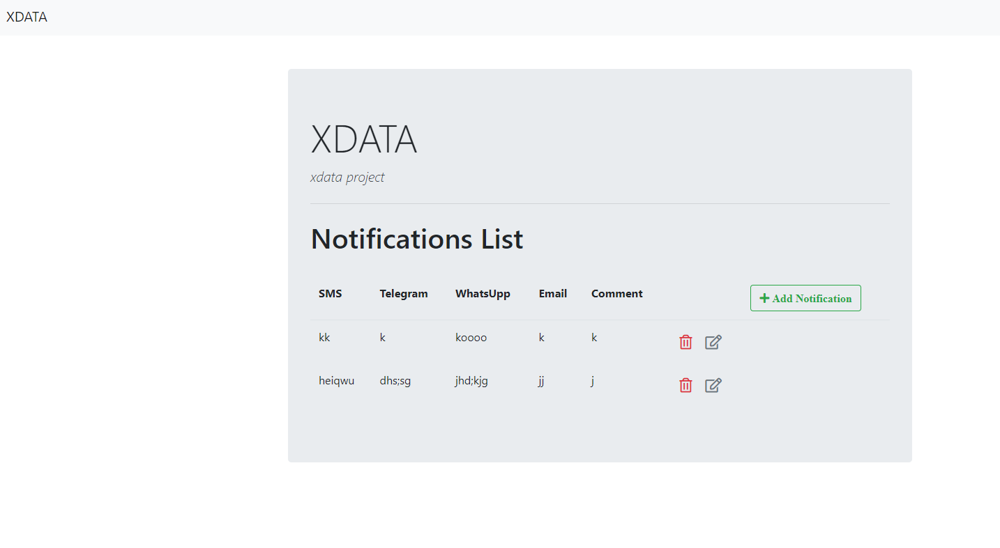 XDATA
XDATA
xdata project
Notifications List
SMS Telegram WhatsUpp Email Comment Add Notification
kk k koooo k k
heiqwu dhs;sg jhd;kjg jj j